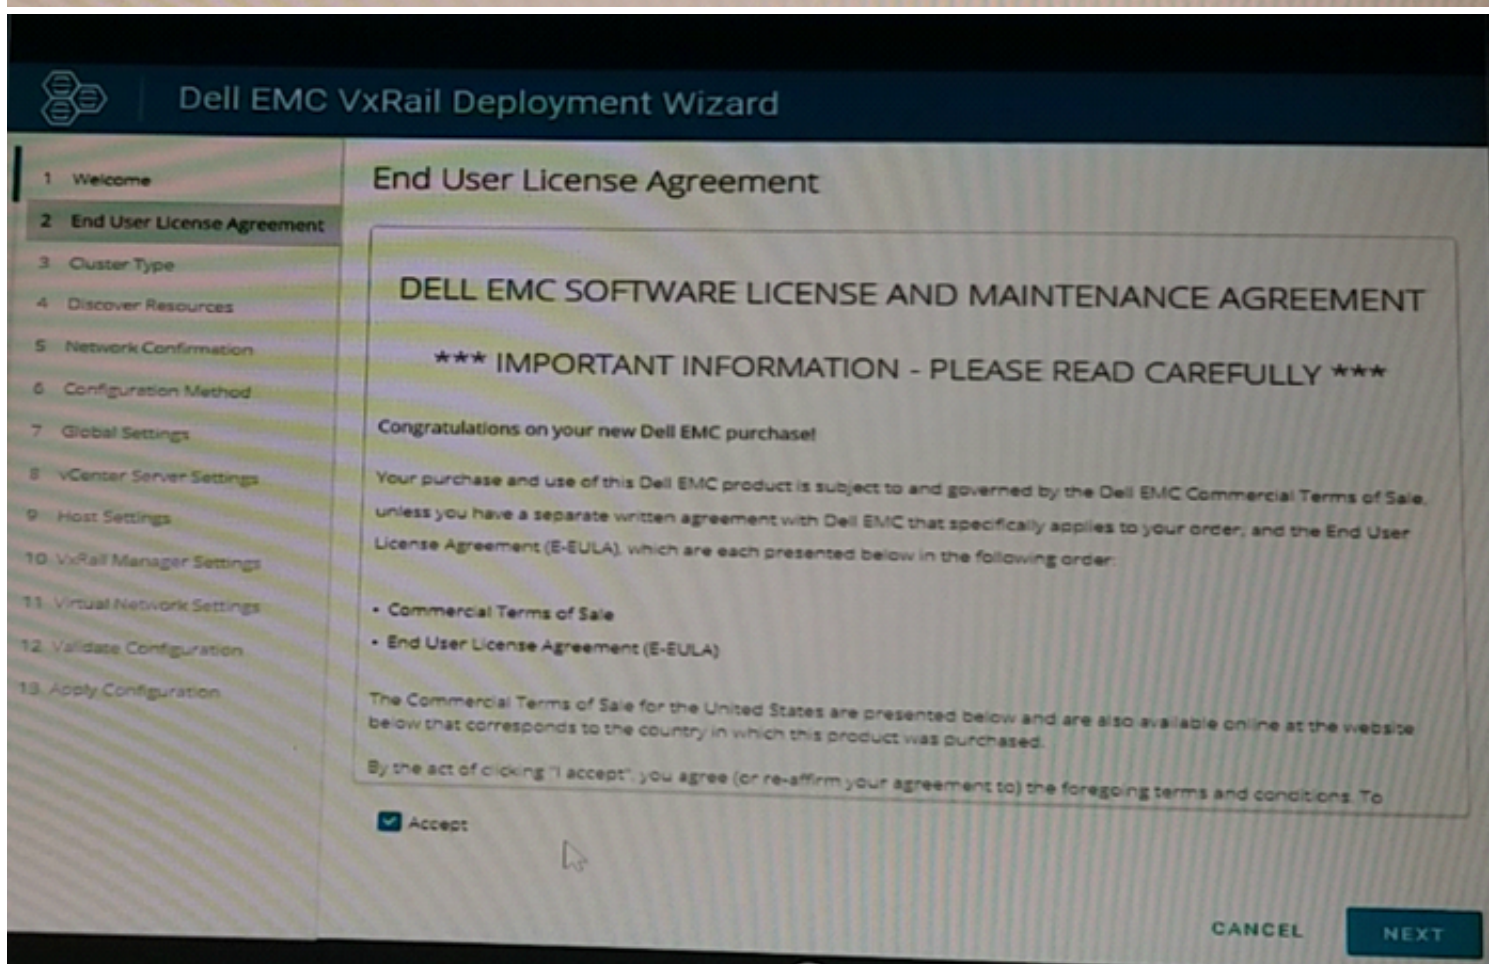 Dell EMC VxRail Deployment Wizard
1 Welcome
2 End User License Agreement
3 Cluster Type
4 Discover Resources
5 Network Confirmation
6 Configuration Method
7 Global Settings
8 vCenter Server Settings
9 Host Settings
10 VxRail Manager Settings
11 Virtual Network Settings
12 Validate Configuration
13 Apply Configuration
End User License Agreement
DELL EMC SOFTWARE LICENSE AND MAINTENANCE AGREEMENT
*** IMPORTANT INFORMATION - PLEASE READ CAREFULLY ***
Congratulations on your new Dell EMC purchase!
Your purchase and use of this Dell EMC product is subject to and governed by the Dell EMC Commercial Terms of Sale,
unless you have a separate written agreement with Dell EMC that specifically applies to your order, and the End User
License Agreement (E-EULA), which are each presented below in the following order:
• Commercial Terms of Sale
• End User License Agreement (E-EULA)
The Commercial Terms of Sale for the United States are presented below and are also available online at the website
below that corresponds to the country in which this product was purchased.
By the act of clicking "I accept", you agree (or re-affirm your agreement to) the foregoing terms and conditions. To
Accept
CANCEL
NEXT